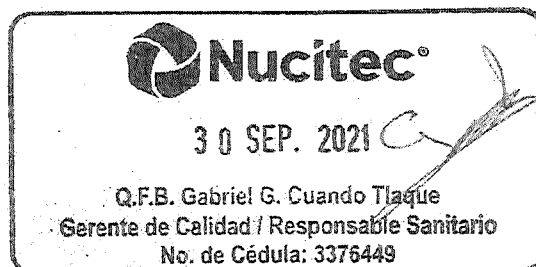 Nucitec®
30 SEP. 2021
Q.F.B. Gabriel G. Cuando Tlaque
Gerente de Calidad / Responsable Sanitario
No. de Cédula: 3376449